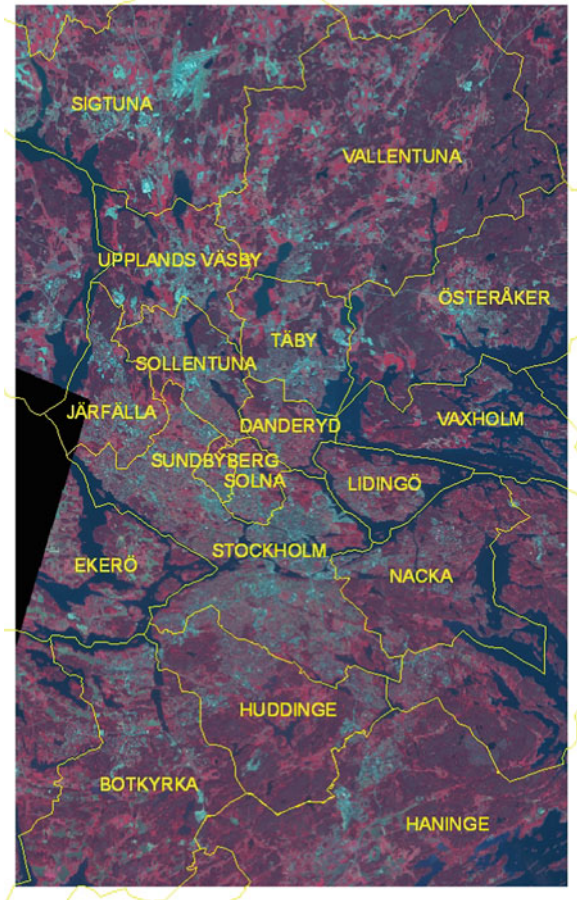 SIGTUNA
VALLENTUNA
UPPLANDS VÄSBY
ÖSTERÅKER
TÄBY
SOLLENTUNA
JÄRFÄLLA
VAXHOLM
DANDERYD
SUNDBYBERG
SOLNA
LIDINGÖ
STOCKHOLM
EKERÖ
NACKA
HUDDINGE
BOTKYRKA
HANINGE